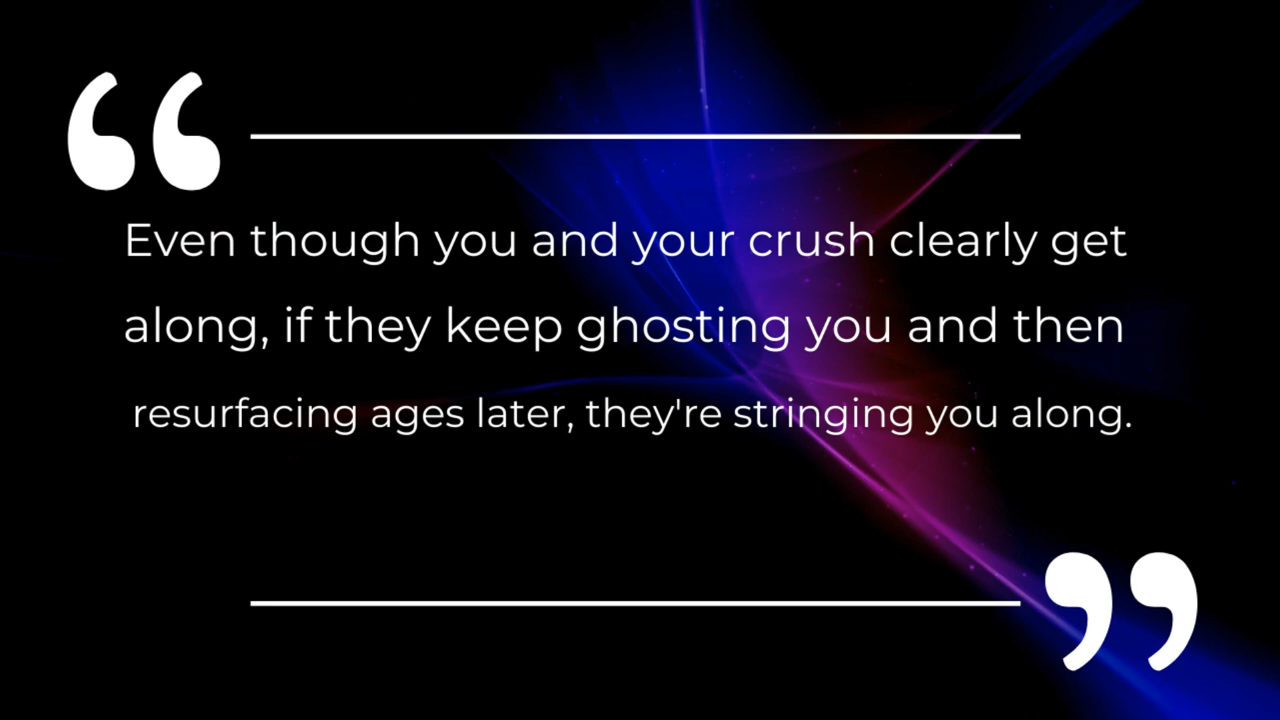 “
Even though you and your crush clearly get
along, if they keep ghosting you and then
resurfacing ages later, they're stringing you along.
”